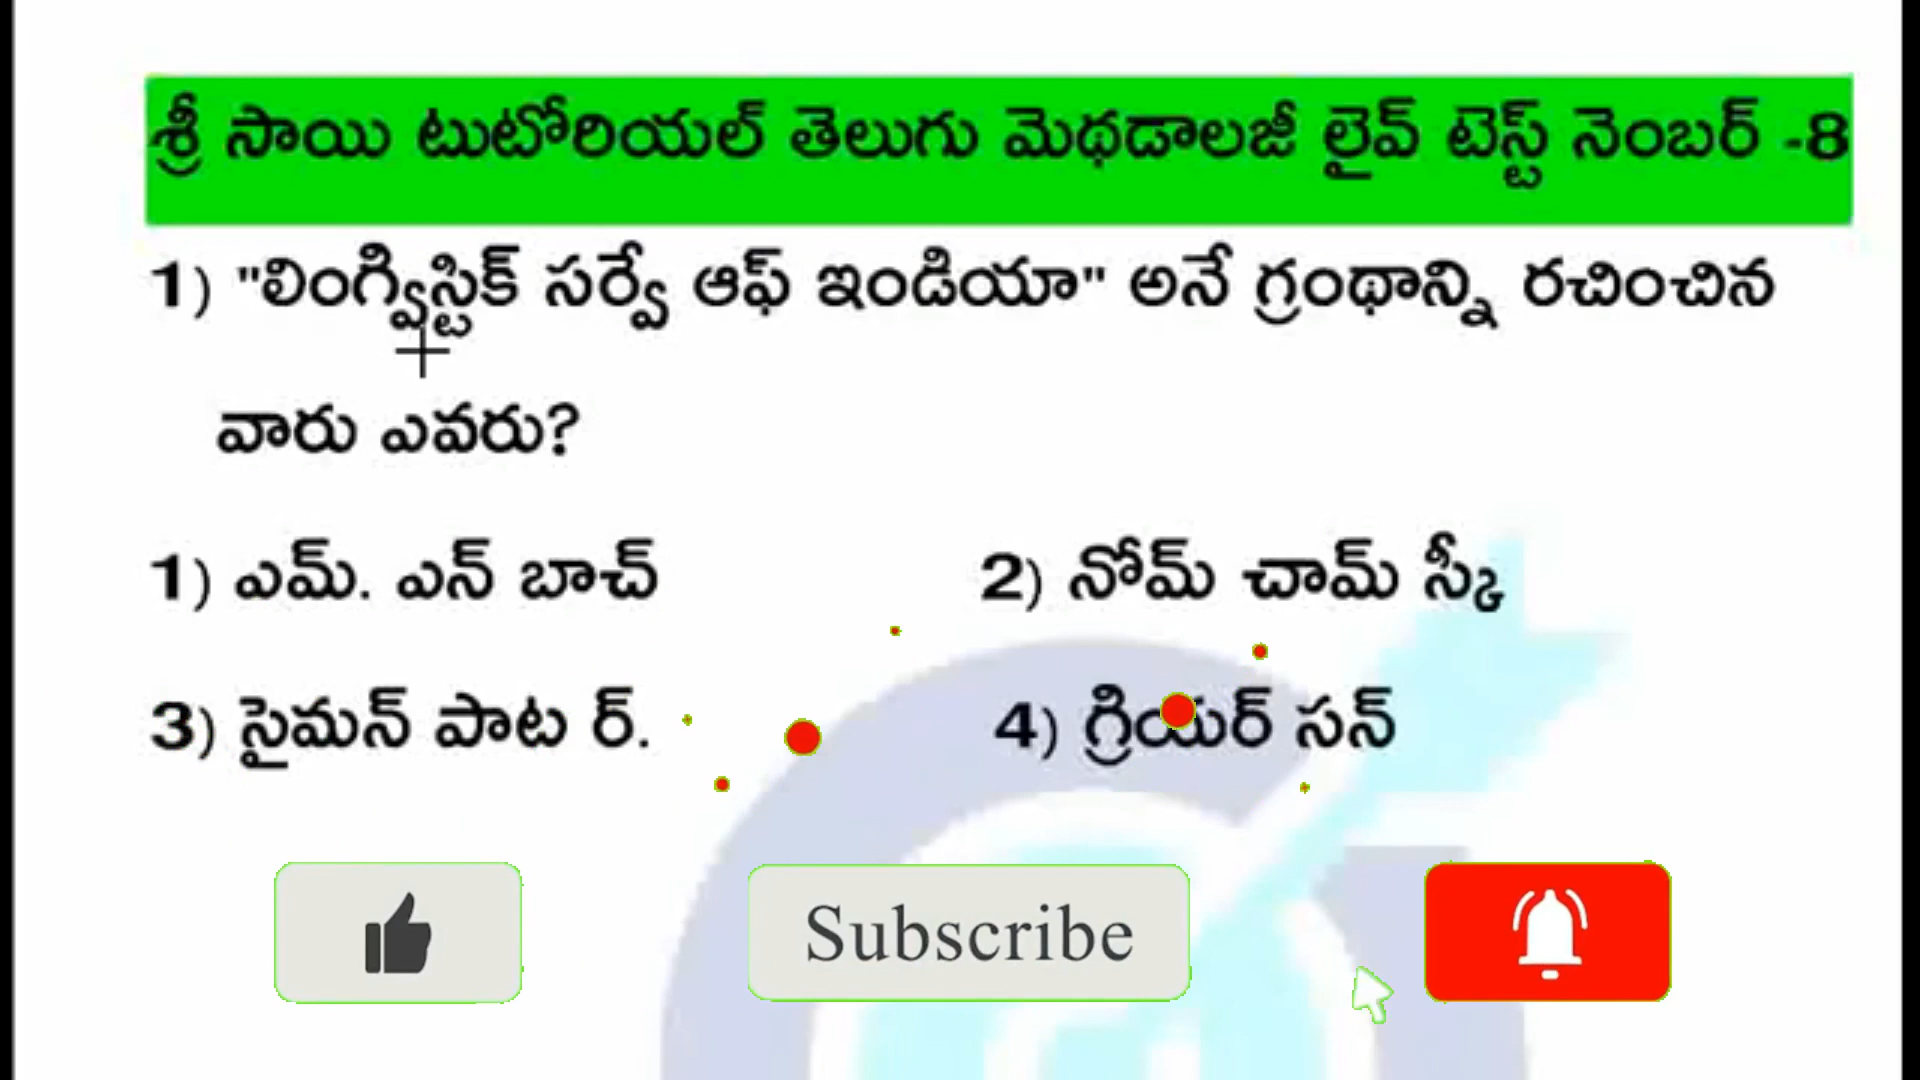 శ్రీ సాయి టుటోరియల్ తెలుగు మెథడాలజీ లైవ్ టెస్ట్ నెంబర్ -8
1) "లింగ్విస్టిక్ సర్వే ఆఫ్ ఇండియా" అనే గ్రంథాన్ని రచించిన
వారు ఎవరు?
1) ఎమ్. ఎన్ బాచ్
2) నోమ్ చామ్ స్కీ
3) సైమన్ పాట ర్.
4) గ్రియర్ సన్
Subscribe